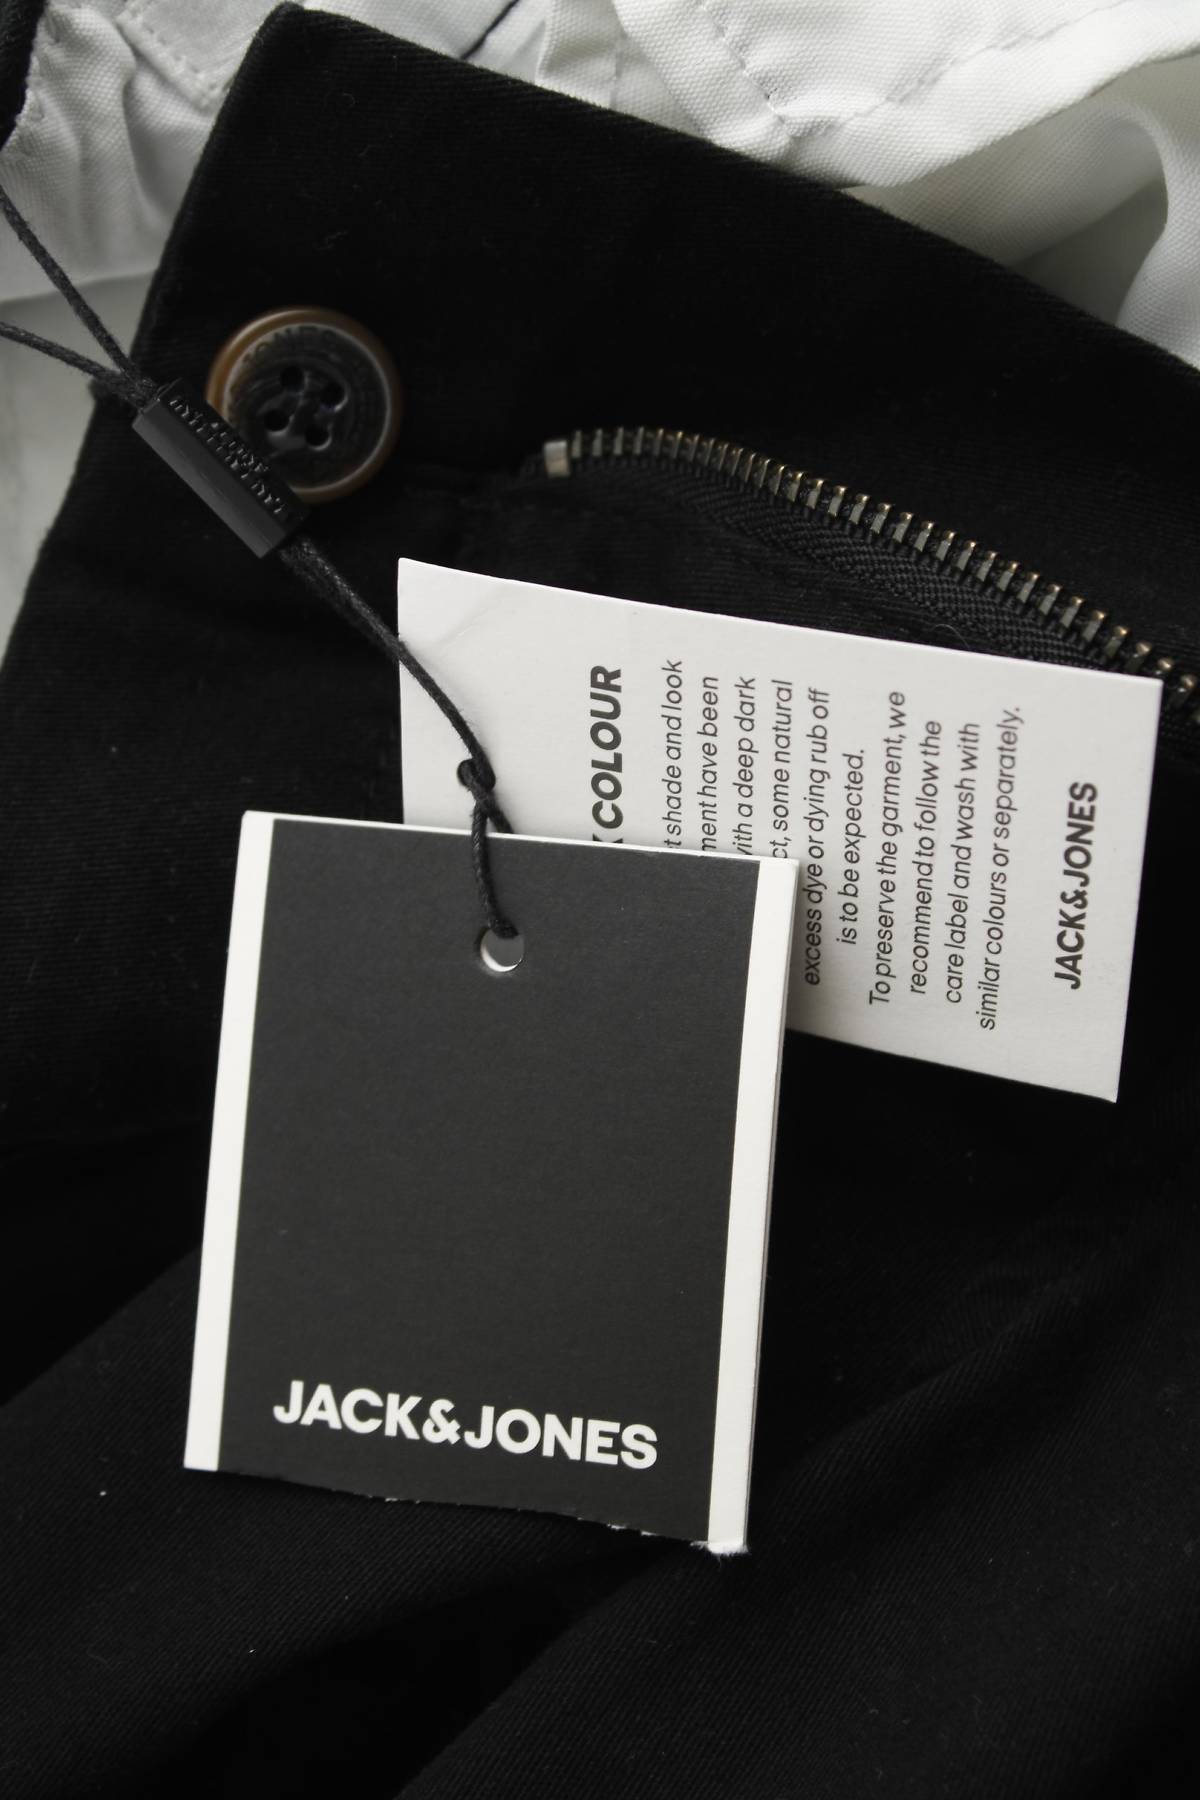 JONES
COLOUR
shade and look
ment have been
with a deep dark
ct, some natural
excess dye or dying rub off
is to be expected.
To preserve the garment, we
recommend to follow the
care label and wash with
similar colours or separately.
JACK&JONES
JACK&JONES